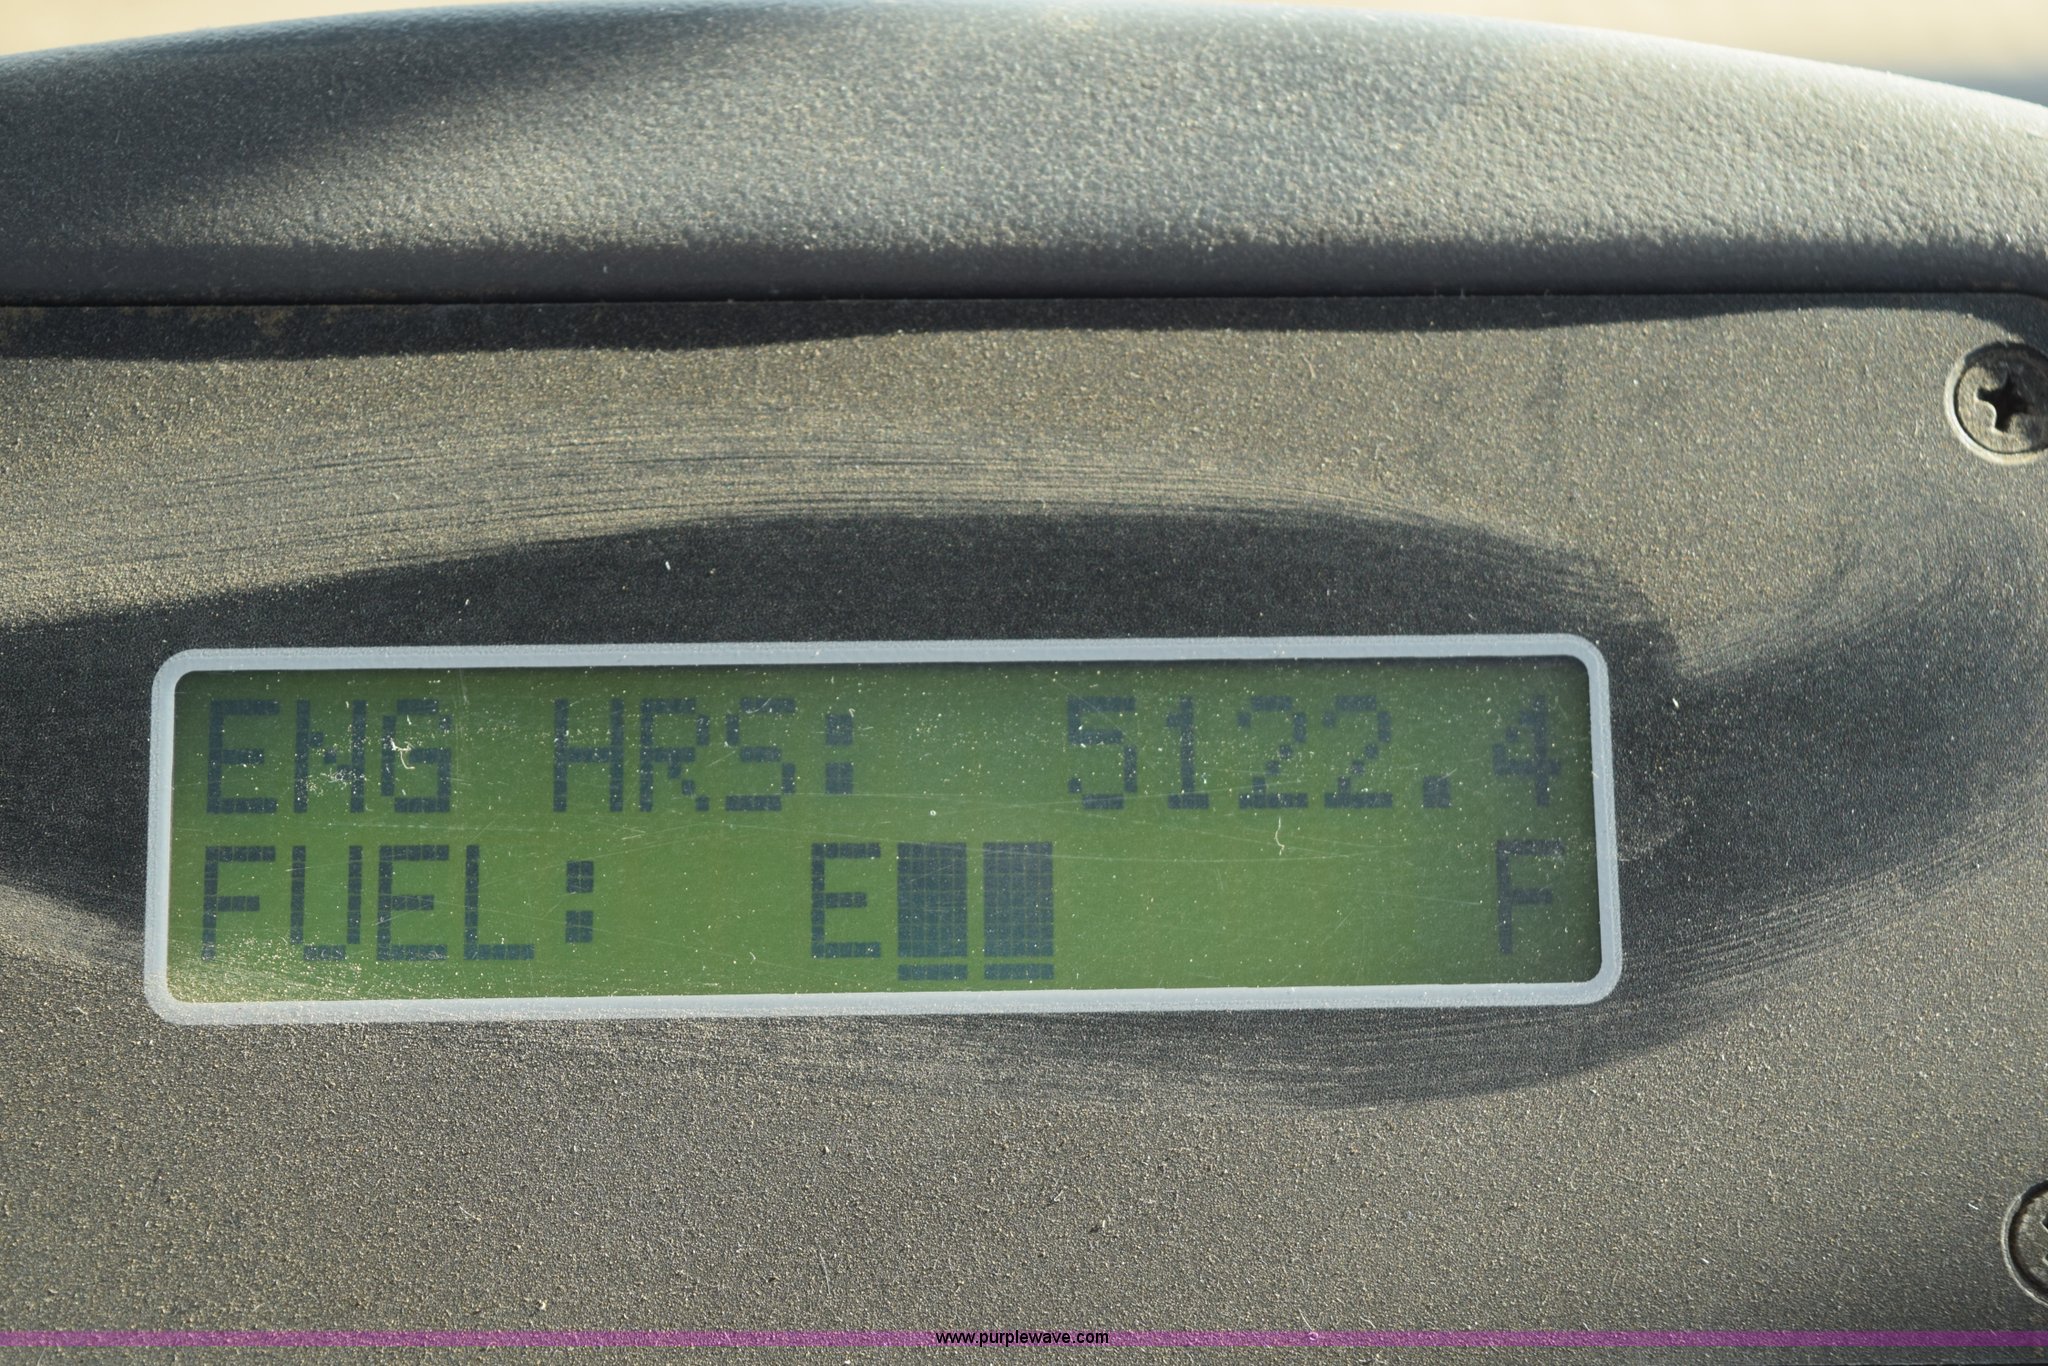 ENG HRS: 5122.4
FUEL: E██ F
www.purplewave.com